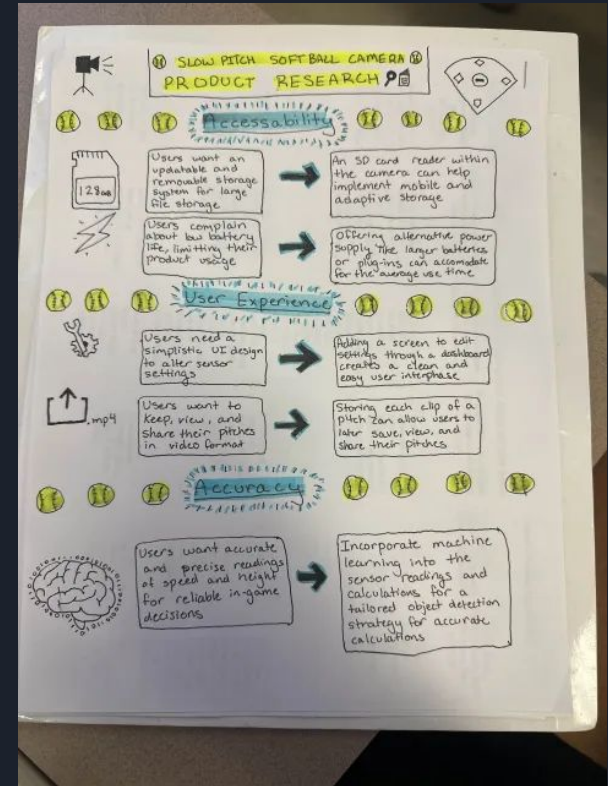 SLOW PITCH SOFTBALL CAMERA
PRODUCT RESEARCH
Accessability
128GB
Users want an
updatable and
removable storage
system for large
file storage
An SD card reader within
the camera can help
implement mobile and
adaptive storage
Users complain
about low battery
life, limitting their
product usage
Offering alternative power
supply like larger batteries
or plug-ins can accomodate
for the average use time
User Experience
Users need a
simplistic UI design
to alter sensor
settings
Adding a screen to edit
settings through a dashboard
creates a clean and
easy user interphase
.mp4
Users want to
keep, view, and
share their pitches
in video format
Storing each clip of a
pitch can allow users to
later save, view, and
share their pitches
Accuracy
Users want accurate
and precise readings
of speed and height
for reliable in-game
decisions
Incorporate machine
learning into the
sensor readings and
calculations for a
tailored object detection
strategy for accurate
calculations